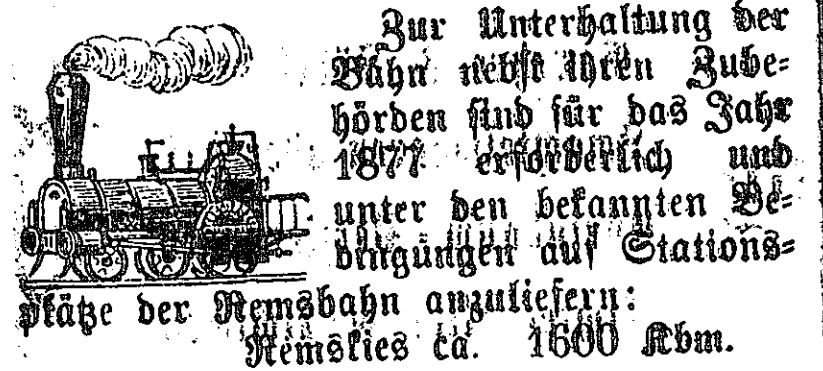 Zur Unterhaltung der
Bahn nebst ihren Zube-
hörden sind für das Jahr
1877 erforderlich und
unter den bekannten Be-
dingungen auf Stations-
plätze der Remsbahn anzuliefern:
Remskies ca. 1600 Kbm.